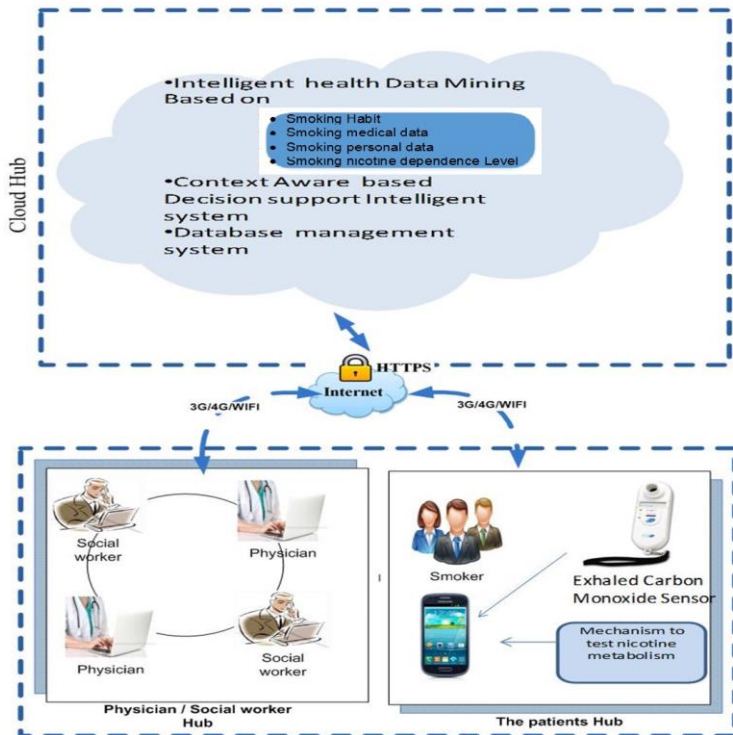 Cloud Hub
•Intelligent health Data Mining
Based on
• Smoking Habit
• Smoking medical data
• Smoking personal data
• Smoking nicotine dependence Level
•Context Aware based
Decision support Intelligent
system
•Database management
system
HTTPS
Internet
3G/4G/WIFI
3G/4G/WIFI
Social
worker
Physician
Physician
Social
worker
Physician / Social worker
Hub
Smoker
Exhaled Carbon
Monoxide Sensor
Mechanism to
test nicotine
metabolism
The patients Hub